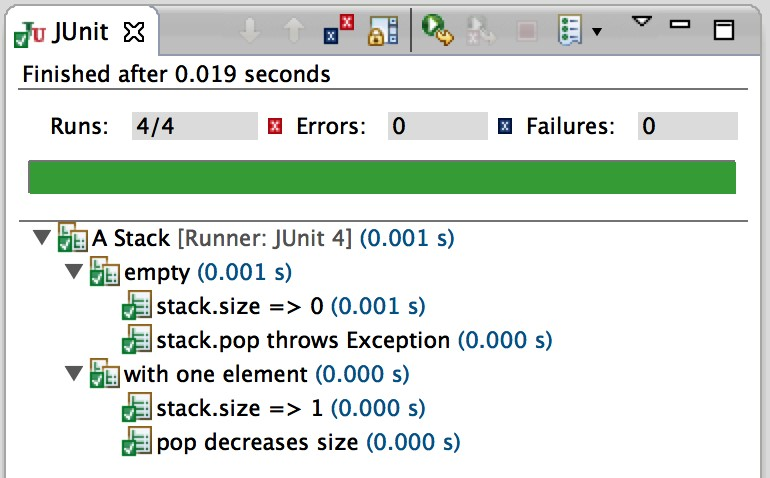 JU JUnit
Finished after 0.019 seconds
Runs: 4/4 x Errors: 0 x Failures: 0
A Stack [Runner: JUnit 4] (0.001 s)
empty (0.001 s)
stack.size => 0 (0.001 s)
stack.pop throws Exception (0.000 s)
with one element (0.000 s)
stack.size => 1 (0.000 s)
pop decreases size (0.000 s)